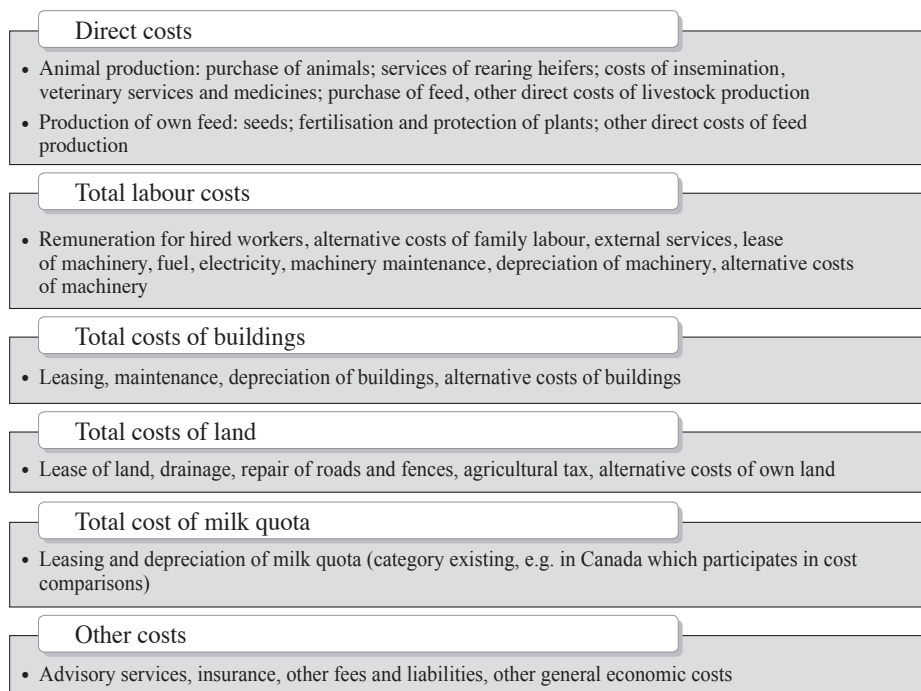 Direct costs
• Animal production: purchase of animals; services of rearing heifers; costs of insemination,
veterinary services and medicines; purchase of feed, other direct costs of livestock production
• Production of own feed: seeds; fertilisation and protection of plants; other direct costs of feed
production
Total labour costs
• Remuneration for hired workers, alternative costs of family labour, external services, lease
of machinery, fuel, electricity, machinery maintenance, depreciation of machinery, alternative costs
of machinery
Total costs of buildings
• Leasing, maintenance, depreciation of buildings, alternative costs of buildings
Total costs of land
• Lease of land, drainage, repair of roads and fences, agricultural tax, alternative costs of own land
Total cost of milk quota
• Leasing and depreciation of milk quota (category existing, e.g. in Canada which participates in cost
comparisons)
Other costs
• Advisory services, insurance, other fees and liabilities, other general economic costs